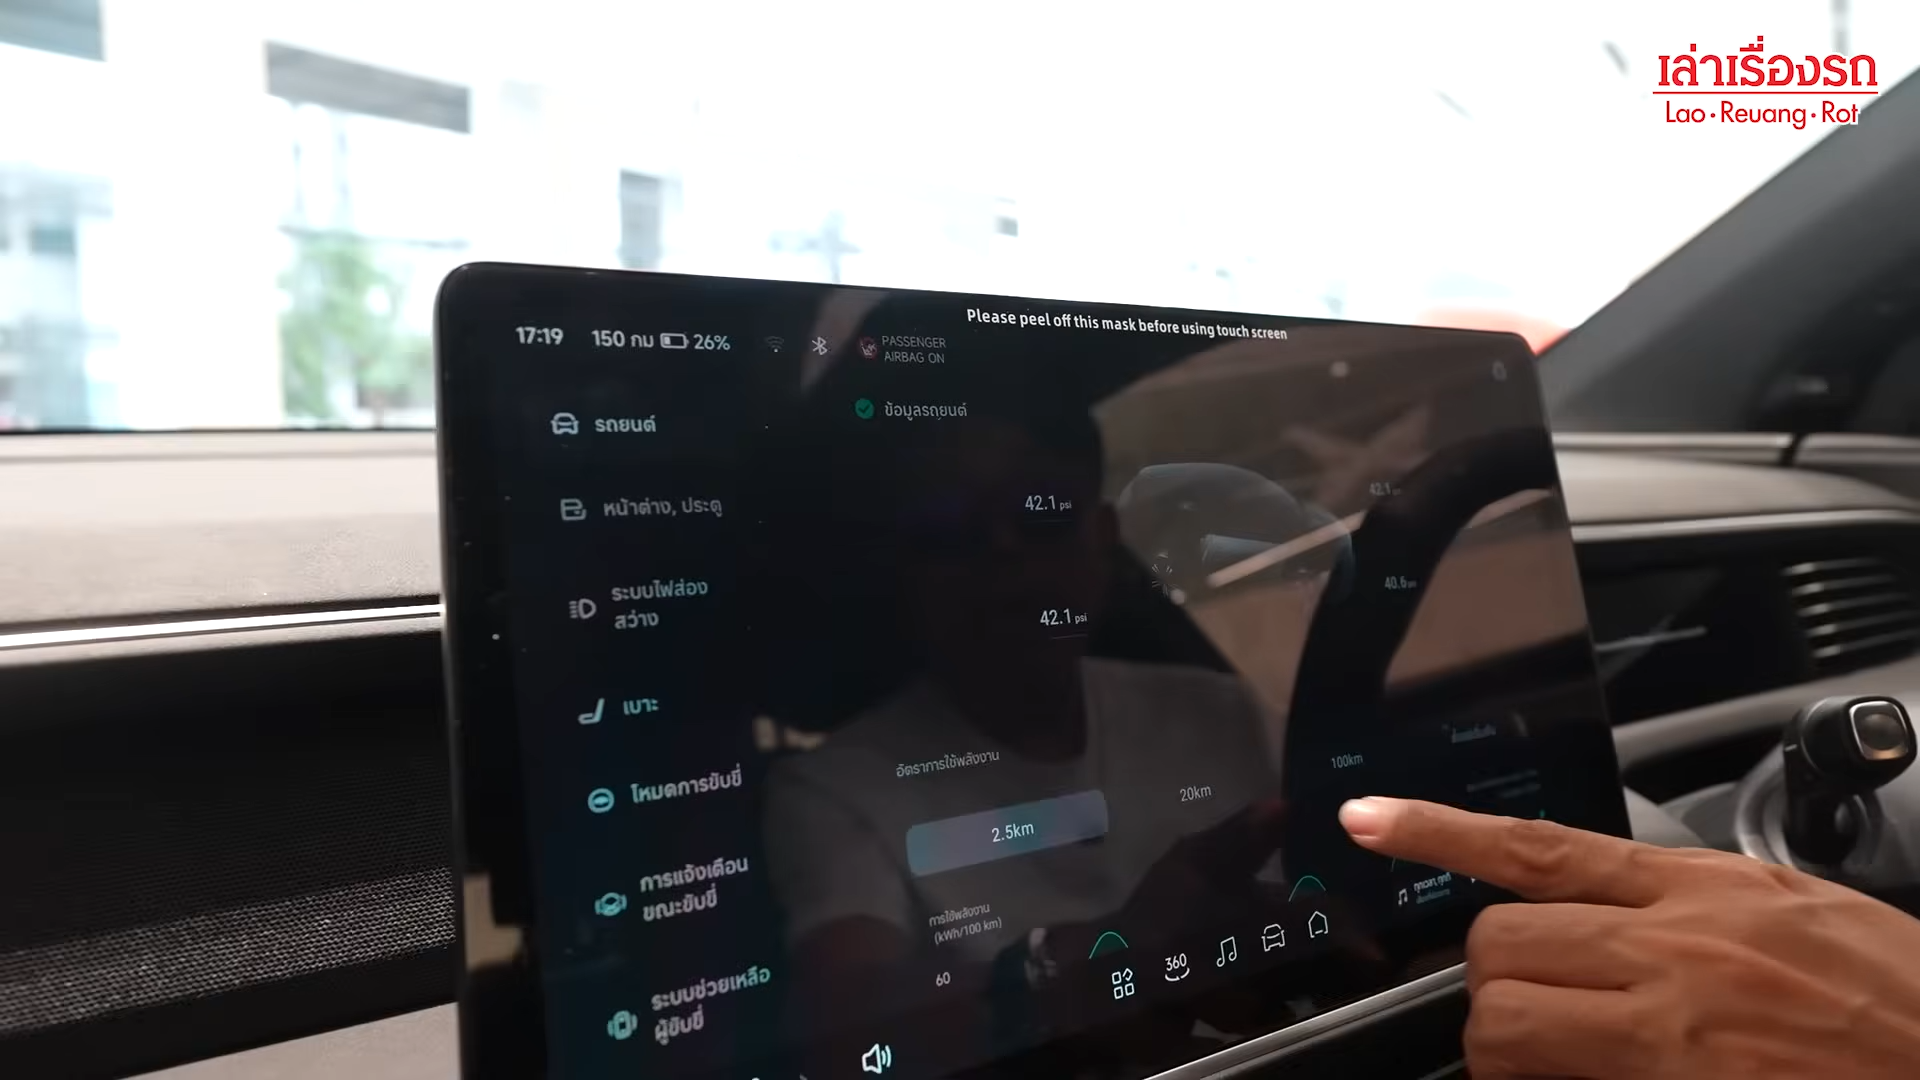 เล่าเรื่องรถ
Lao·Reuang·Rot
Please peel off this mask before using touch screen
17:19 150 กม 26%
PASSENGER
AIRBAG ON
ข้อมูลรถยนต์
รถยนต์
หน้าต่าง, ประตู
ระบบไฟส่อง
สว่าง
เบาะ
โหมดการขับขี่
การแจ้งเตือน
ขณะขับขี่
ระบบช่วยเหลือ
ผู้ขับขี่
42.1 psi
42.1
42.1 psi
40.6
อัตราการใช้พลังงาน
2.5km
20km
100km
การใช้พลังงาน
(kWh/100 km)
60
360